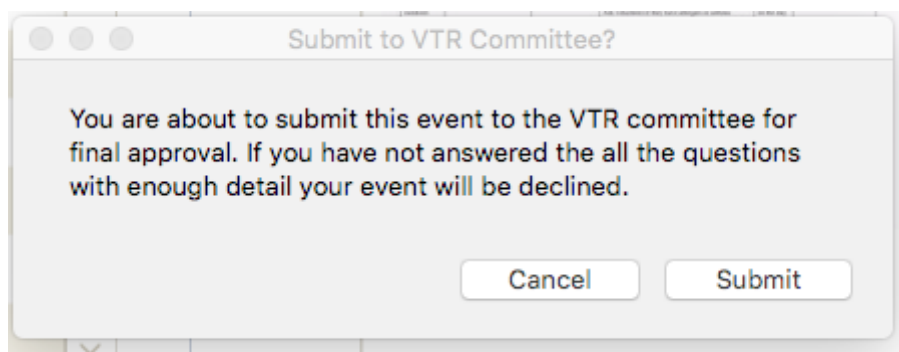 Submit to VTR Committee?
You are about to submit this event to the VTR committee for
final approval. If you have not answered the all the questions
with enough detail your event will be declined.
Cancel
Submit